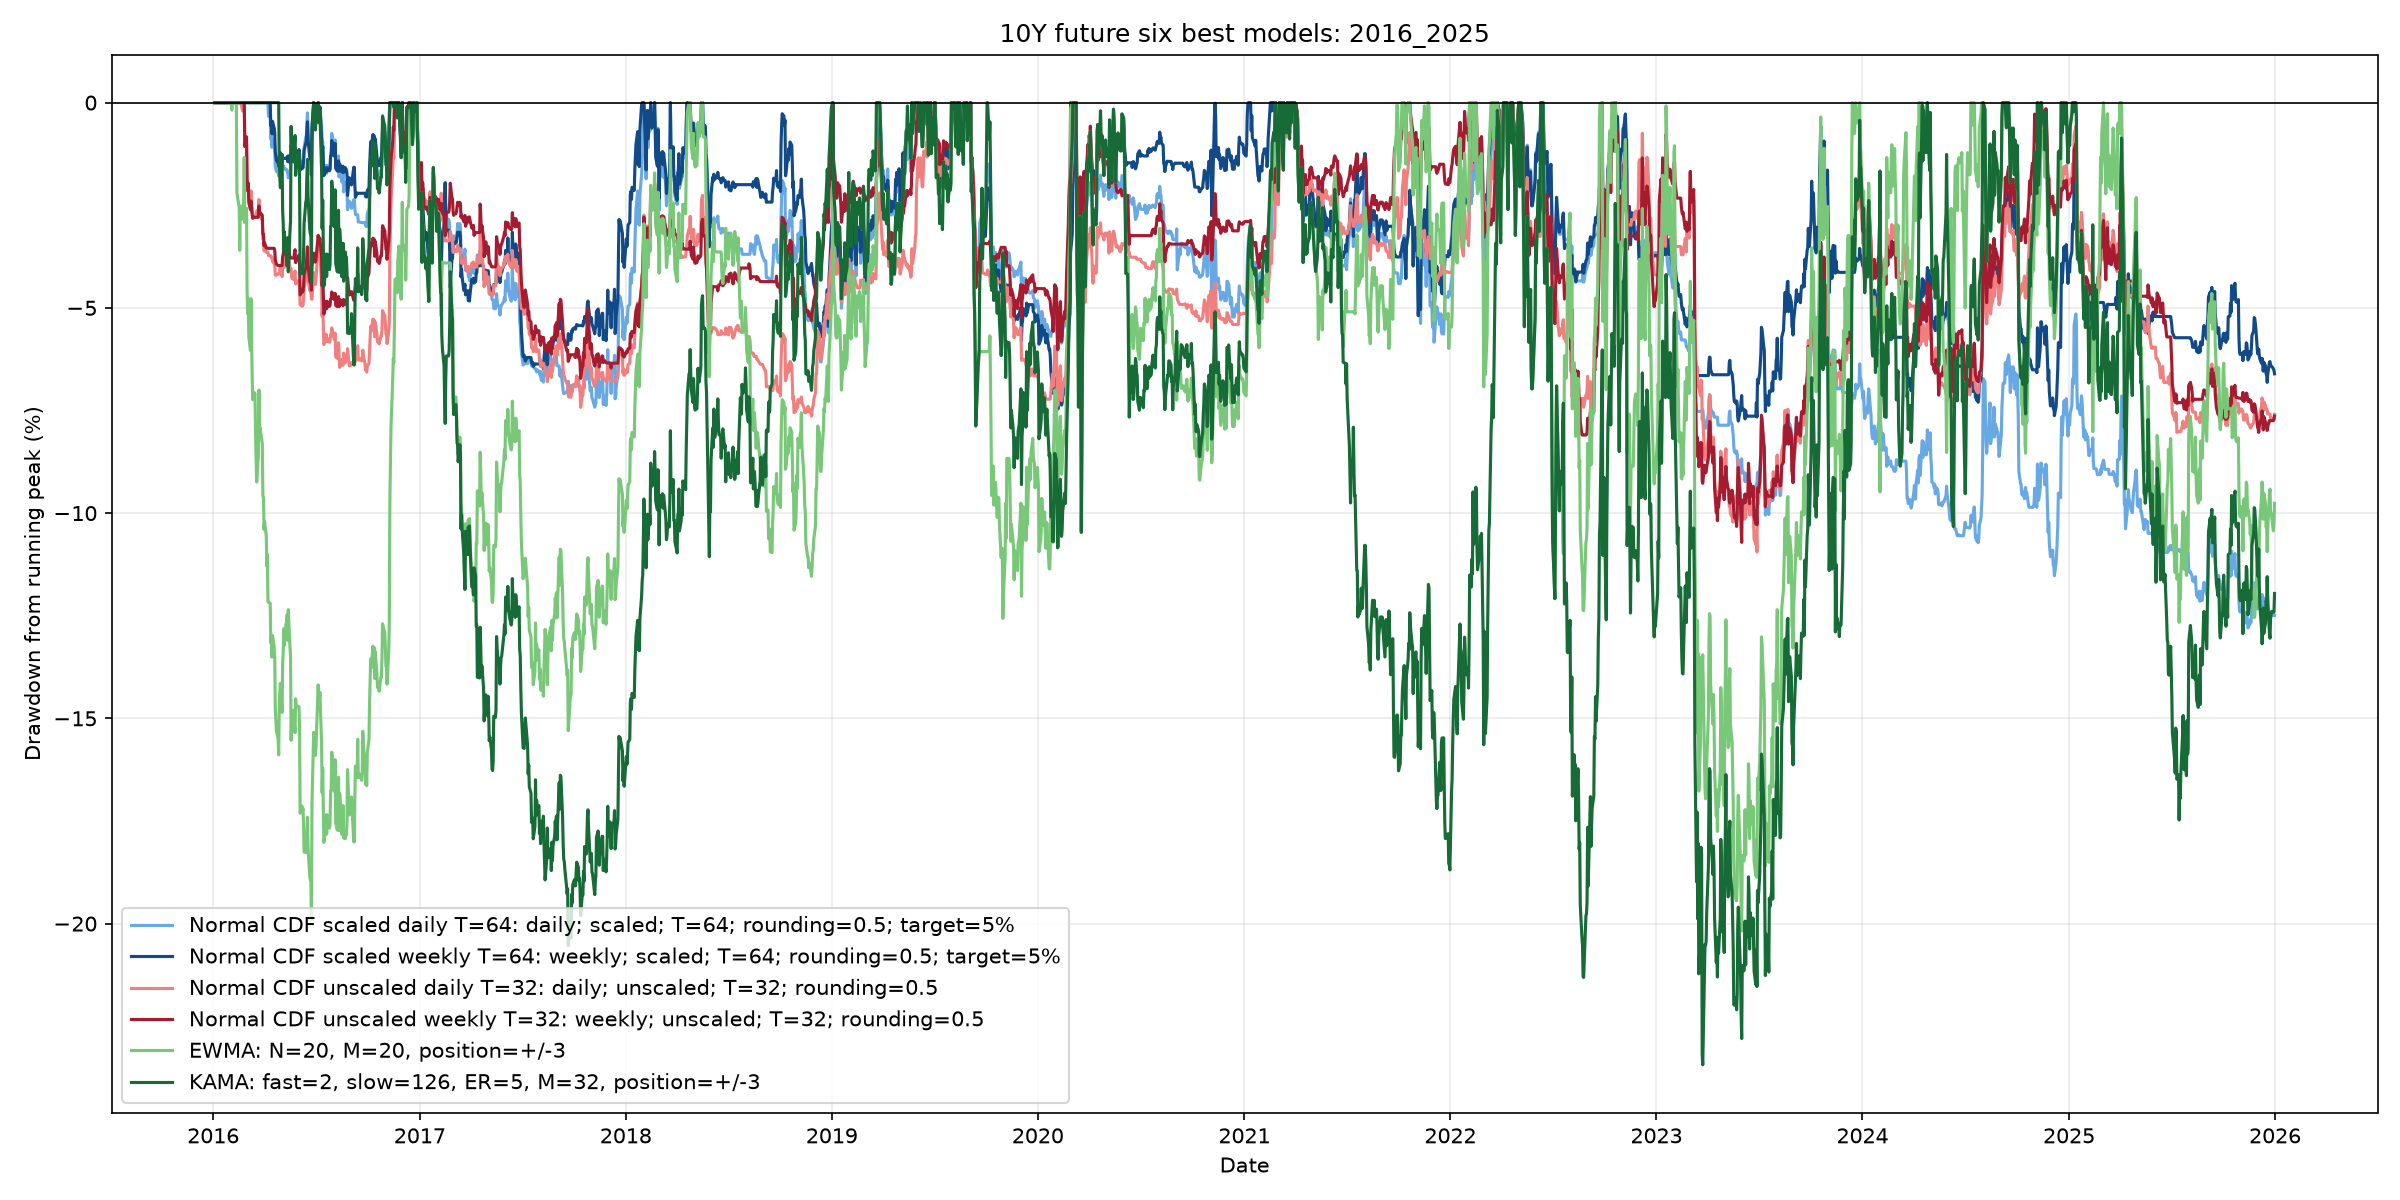 10Y future six best models: 2016_2025
Drawdown from running peak (%)
0
−5
−10
−15
−20
Normal CDF scaled daily T=64: daily; scaled; T=64; rounding=0.5; target=5%
Normal CDF scaled weekly T=64: weekly; scaled; T=64; rounding=0.5; target=5%
Normal CDF unscaled daily T=32: daily; unscaled; T=32; rounding=0.5
Normal CDF unscaled weekly T=32: weekly; unscaled; T=32; rounding=0.5
EWMA: N=20, M=20, position=+/-3
KAMA: fast=2, slow=126, ER=5, M=32, position=+/-3
2016 2017 2018 2019 2020 2021 2022 2023 2024 2025 2026
Date